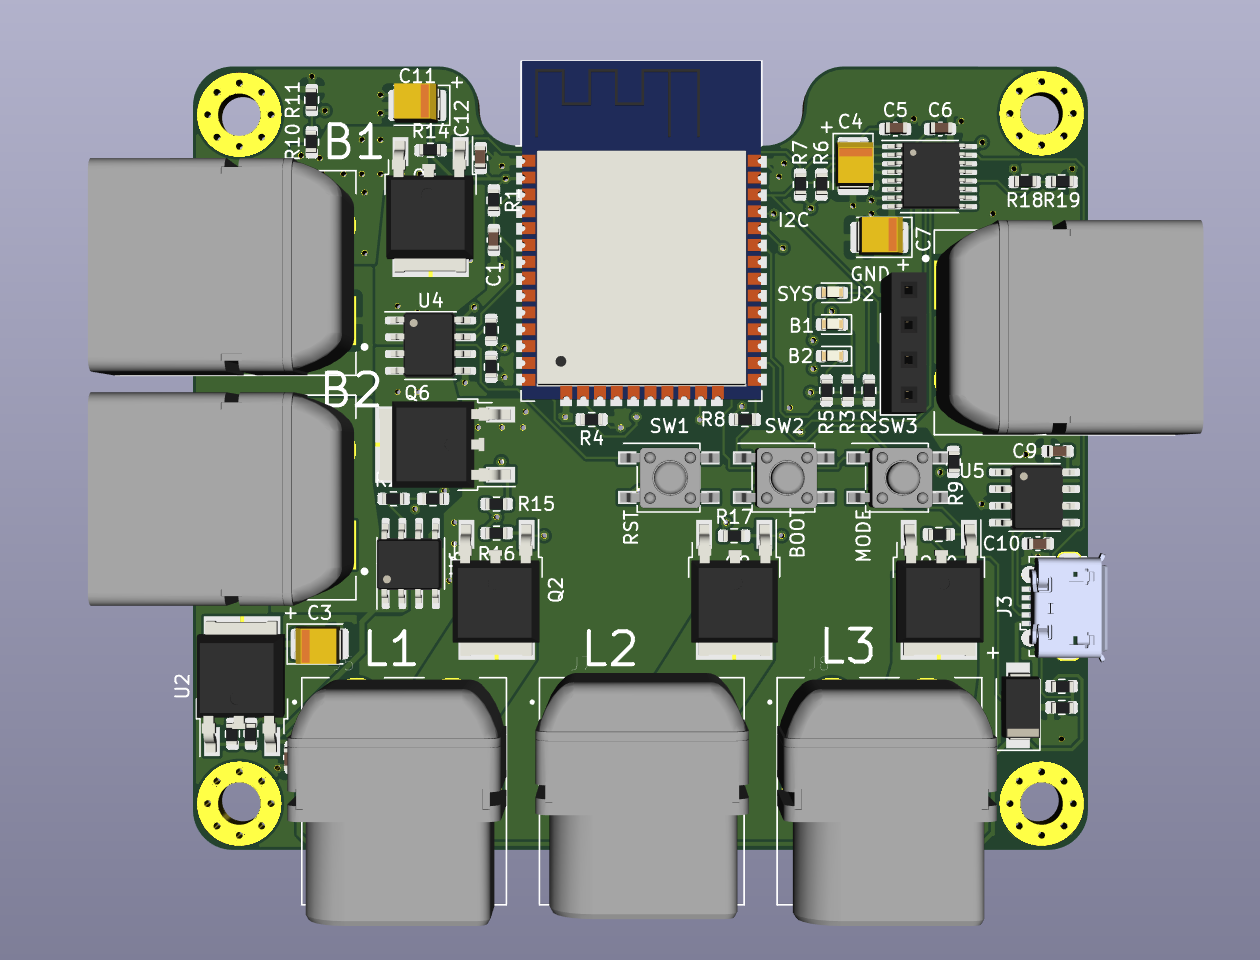 C11
+
R11
R10
B1
R14
C12
R1
C1
U4
B2
Q6
R4
R8
R7
R6
+
C4
C5
C6
R18
R19
I2C
C7
+
GND
J2
SYS
B1
B2
R5
R3
R2
SW1
SW2
SW3
RST
BOOT
MODE
R9
U5
C9
C10
J3
+
R15
R16
R17
Q2
+
C3
U2
L1
L2
L3